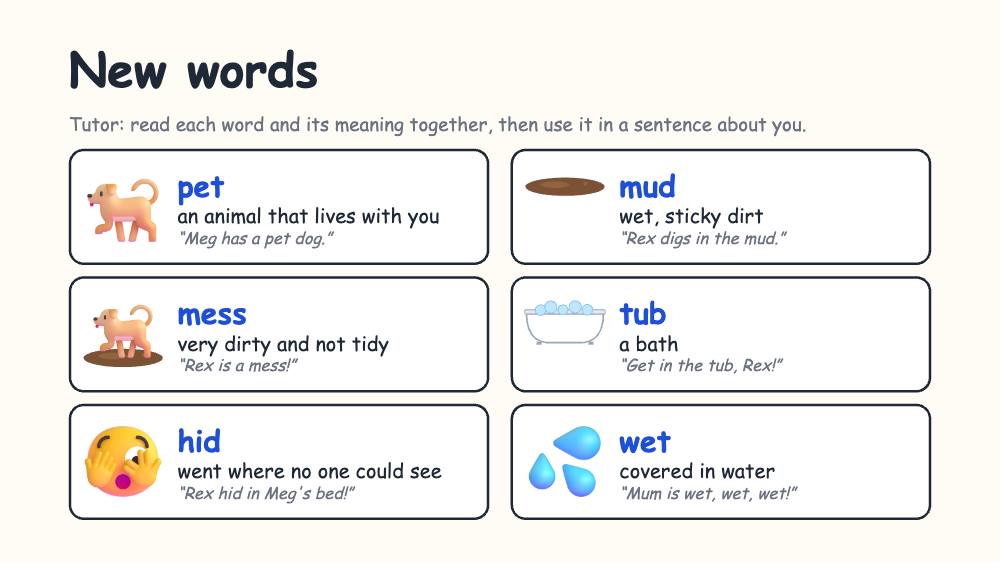 New words
Tutor: read each word and its meaning together, then use it in a sentence about you.
pet
an animal that lives with you
“Meg has a pet dog.”
mud
wet, sticky dirt
“Rex digs in the mud.”
mess
very dirty and not tidy
“Rex is a mess!”
tub
a bath
“Get in the tub, Rex!”
hid
went where no one could see
“Rex hid in Meg's bed!”
wet
covered in water
“Mum is wet, wet, wet!”